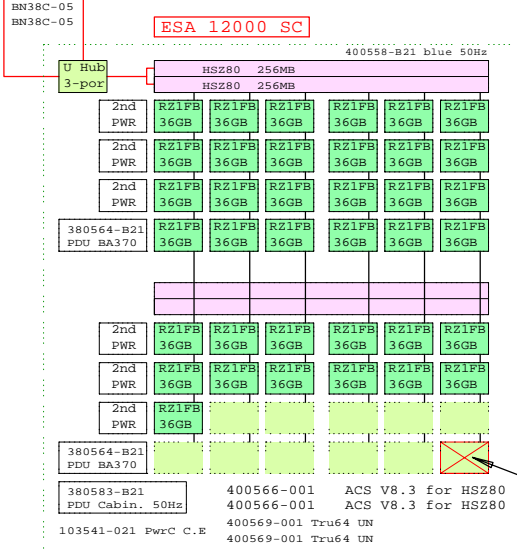 BN38C-05
BN38C-05
ESA 12000 SC
400558-B21 blue 50Hz
U Hub
3-por
HSZ80 256MB
HSZ80 256MB
2nd RZ1FB RZ1FB RZ1FB RZ1FB RZ1FB RZ1FB
PWR 36GB 36GB 36GB 36GB 36GB 36GB
2nd RZ1FB RZ1FB RZ1FB RZ1FB RZ1FB RZ1FB
PWR 36GB 36GB 36GB 36GB 36GB 36GB
2nd RZ1FB RZ1FB RZ1FB RZ1FB RZ1FB RZ1FB
PWR 36GB 36GB 36GB 36GB 36GB 36GB
380564-B21 RZ1FB RZ1FB RZ1FB RZ1FB RZ1FB RZ1FB
PDU BA370 36GB 36GB 36GB 36GB 36GB 36GB
2nd RZ1FB RZ1FB RZ1FB RZ1FB RZ1FB RZ1FB
PWR 36GB 36GB 36GB 36GB 36GB 36GB
2nd RZ1FB RZ1FB RZ1FB RZ1FB RZ1FB RZ1FB
PWR 36GB 36GB 36GB 36GB 36GB 36GB
2nd RZ1FB
PWR 36GB
380564-B21
PDU BA370
380583-B21
PDU Cabin. 50Hz
103541-021 PwrC C.E
400566-001 ACS V8.3 for HSZ80
400566-001 ACS V8.3 for HSZ80
400569-001 Tru64 UN
400569-001 Tru64 UN